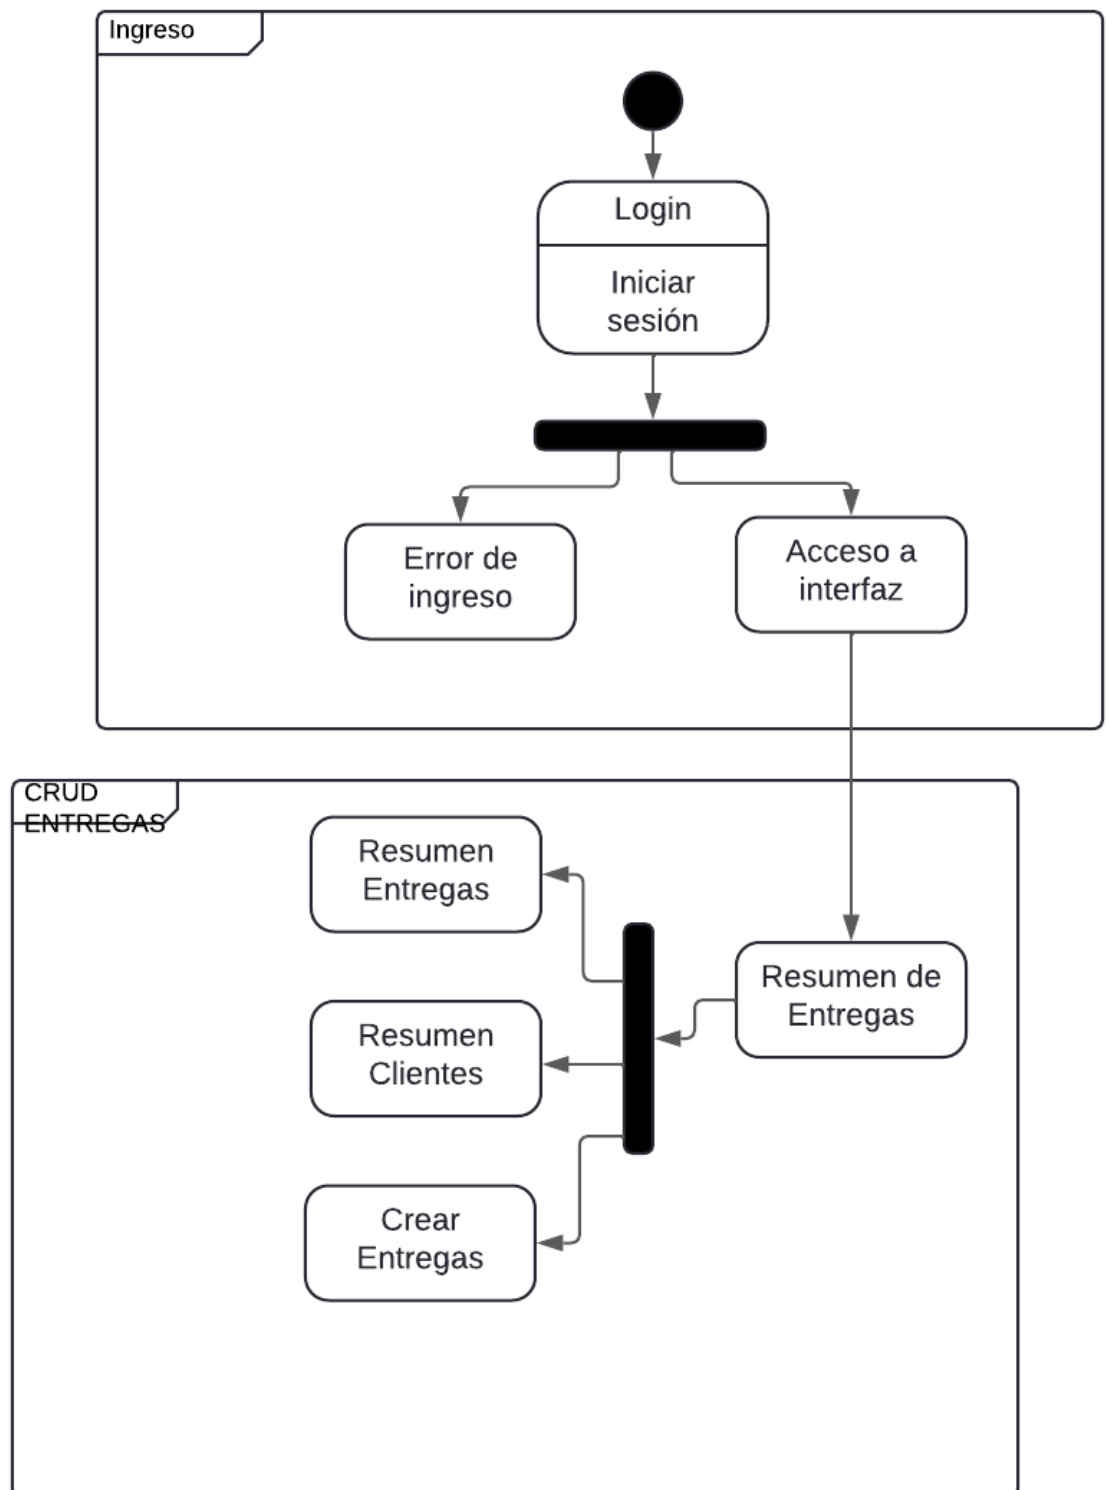 Ingreso
Login
Iniciar
sesión
Error de
ingreso
Acceso a
interfaz
CRUD
ENTREGAS
Resumen
Entregas
Resumen de
Entregas
Resumen
Clientes
Crear
Entregas